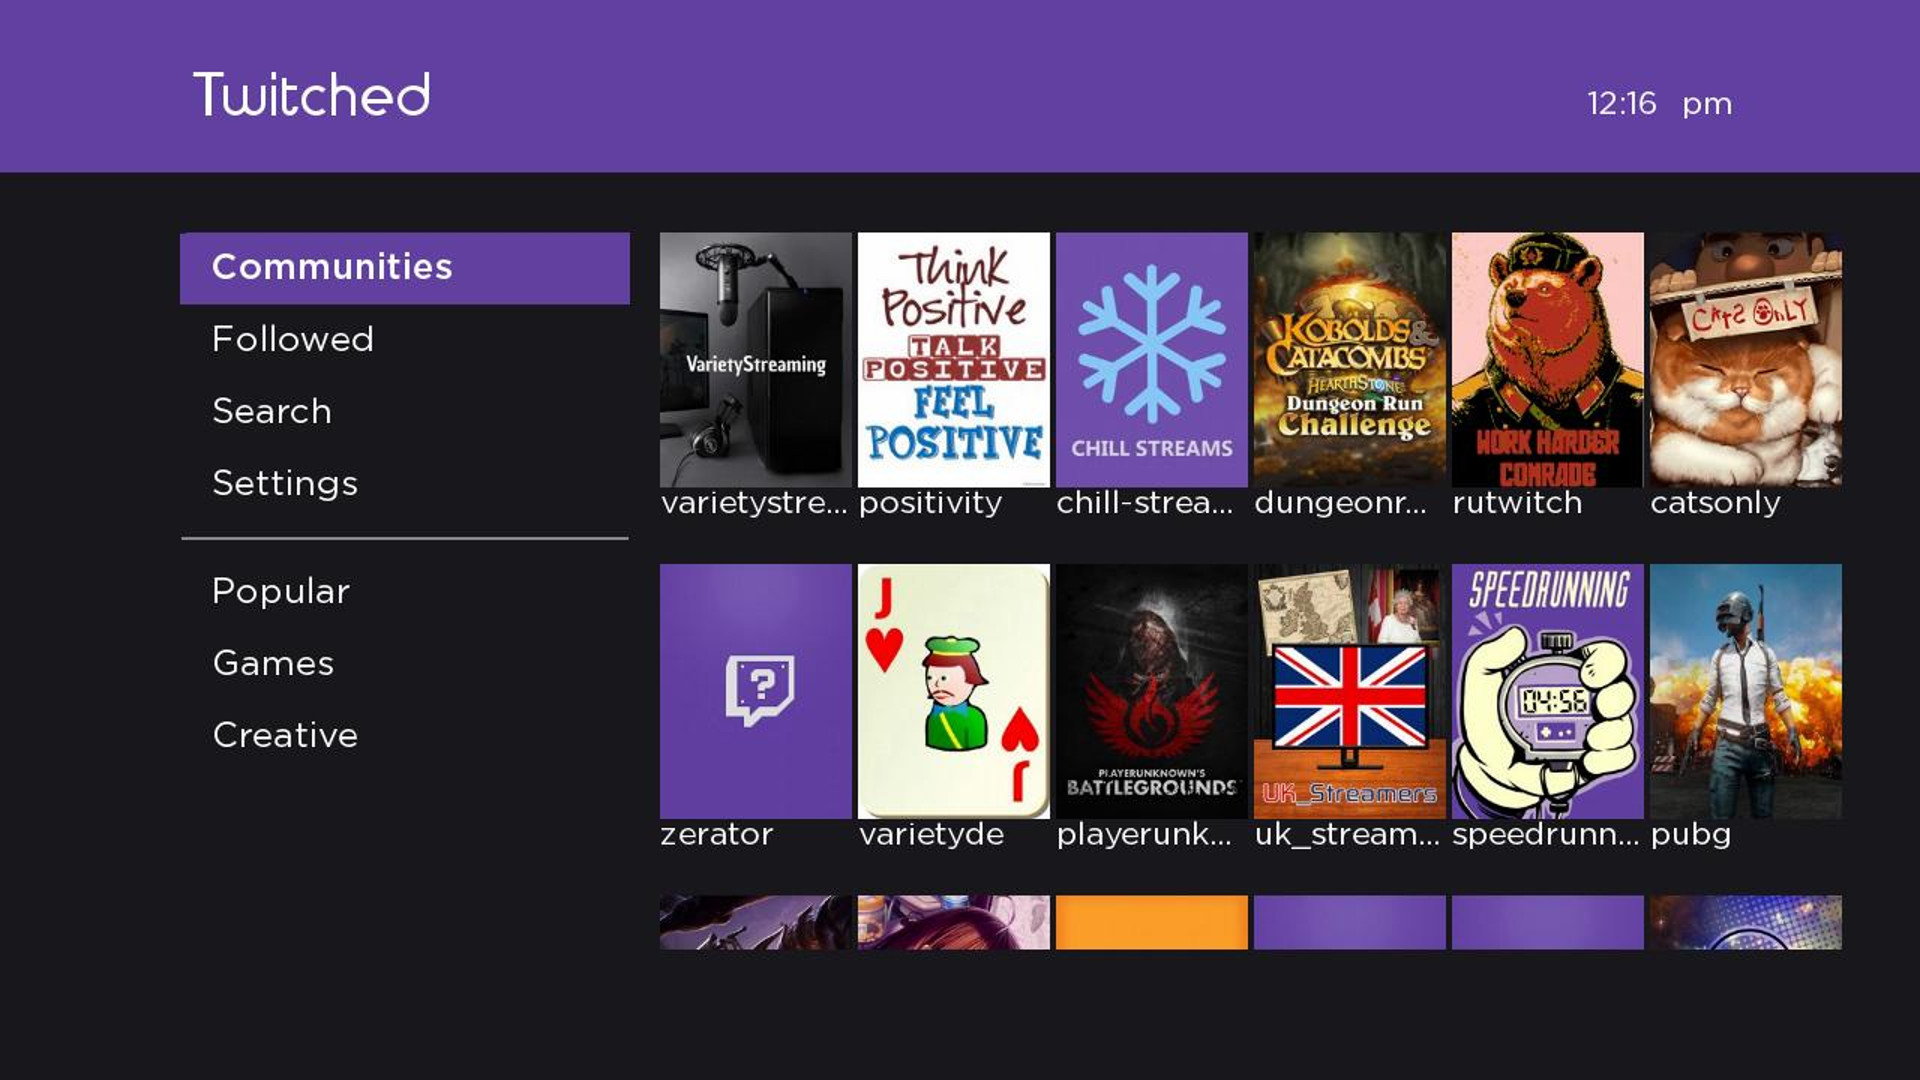 Twitched
12:16 pm
Communities
Followed
Search
Settings
Popular
Games
Creative
VarietyStreaming
varietystre...
Think
Positive
TALK
POSITIVE
FEEL
POSITIVE
positivity
CHILL STREAMS
chill-strea...
KOBOLDS &
CATACOMBS
HEARTHSTONE
Dungeon Run
Challenge
dungeonr...
WORK HARDER
COMRADE
rutwitch
CAtS OnLY
catsonly
?
zerator
J
J
varietyde
PLAYERUNKNOWN'S
BATTLEGROUNDS
playerunk...
UK_Streamers
uk_stream...
SPEEDRUNNING
04:56
speedrunn...
pubg